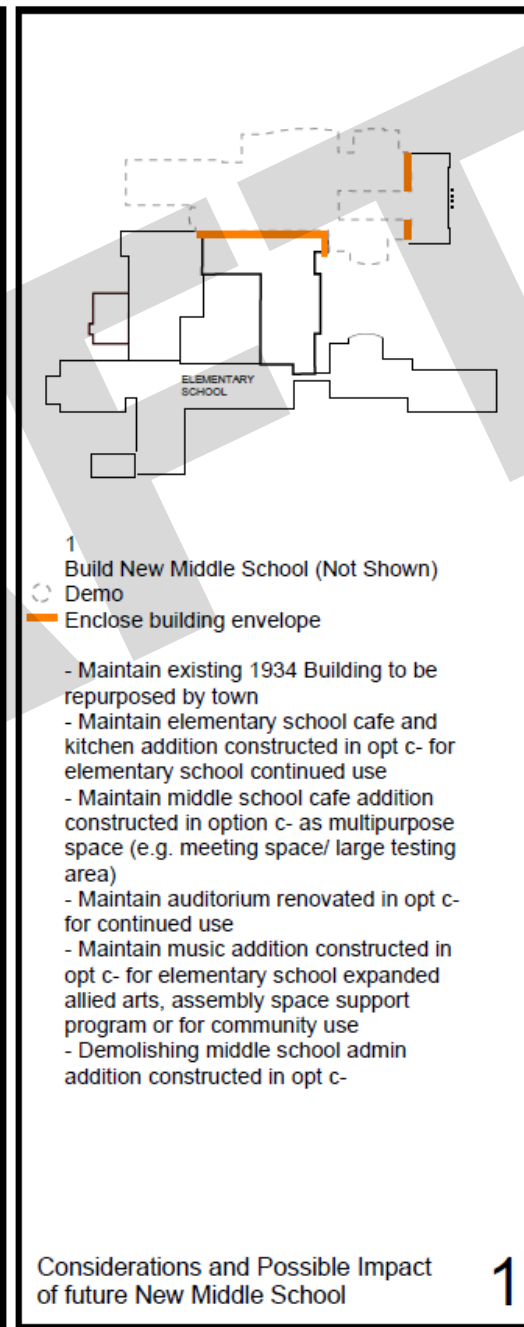 ELEMENTARY
SCHOOL
1
Build New Middle School (Not Shown)
Demo
Enclose building envelope
- Maintain existing 1934 Building to be
repurposed by town
- Maintain elementary school cafe and
kitchen addition constructed in opt c- for
elementary school continued use
- Maintain middle school cafe addition
constructed in option c- as multipurpose
space (e.g. meeting space/ large testing
area)
- Maintain auditorium renovated in opt c-
for continued use
- Maintain music addition constructed in
opt c- for elementary school expanded
allied arts, assembly space support
program or for community use
- Demolishing middle school admin
addition constructed in opt c-
Considerations and Possible Impact
of future New Middle School
1